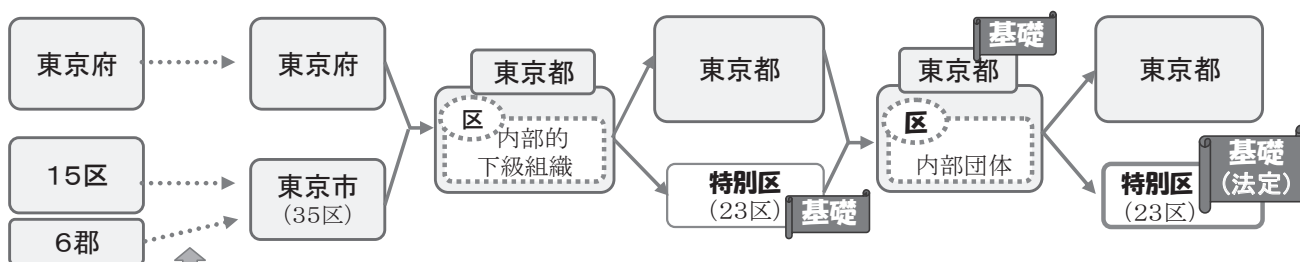 東京府
15区
6郡
東京府
東京市
(35区)
東京都
区
内部的
下級組織
東京都
特別区
(23区)
基礎
基礎
東京都
区
内部団体
東京都
特別区
(23区)
基礎
(法定)